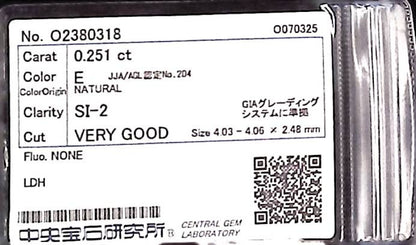 No. O2380318 O070325
Carat 0.251 ct
Color E JJA/AGL認定No.204
ColorOrigin NATURAL
Clarity SI-2 GIAグレーディング
システムに準拠
Cut VERY GOOD Size 4.03 - 4.06 × 2.48 mm
Fluo. NONE
LDH
中央宝石研究所® CENTRAL GEM
LABORATORY